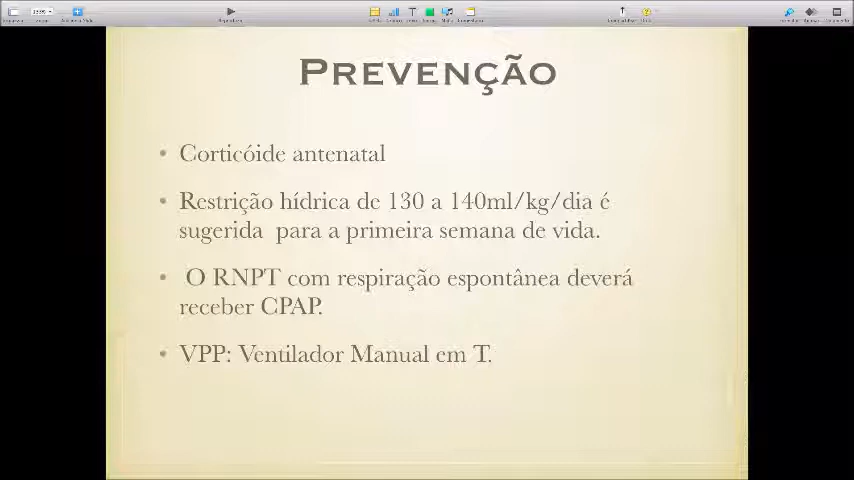 PREVENÇÃO
• Corticóide antenatal
• Restrição hídrica de 130 a 140ml/kg/dia é
sugerida para a primeira semana de vida.
• O RNPT com respiração espontânea deverá
receber CPAP.
• VPP: Ventilador Manual em T.